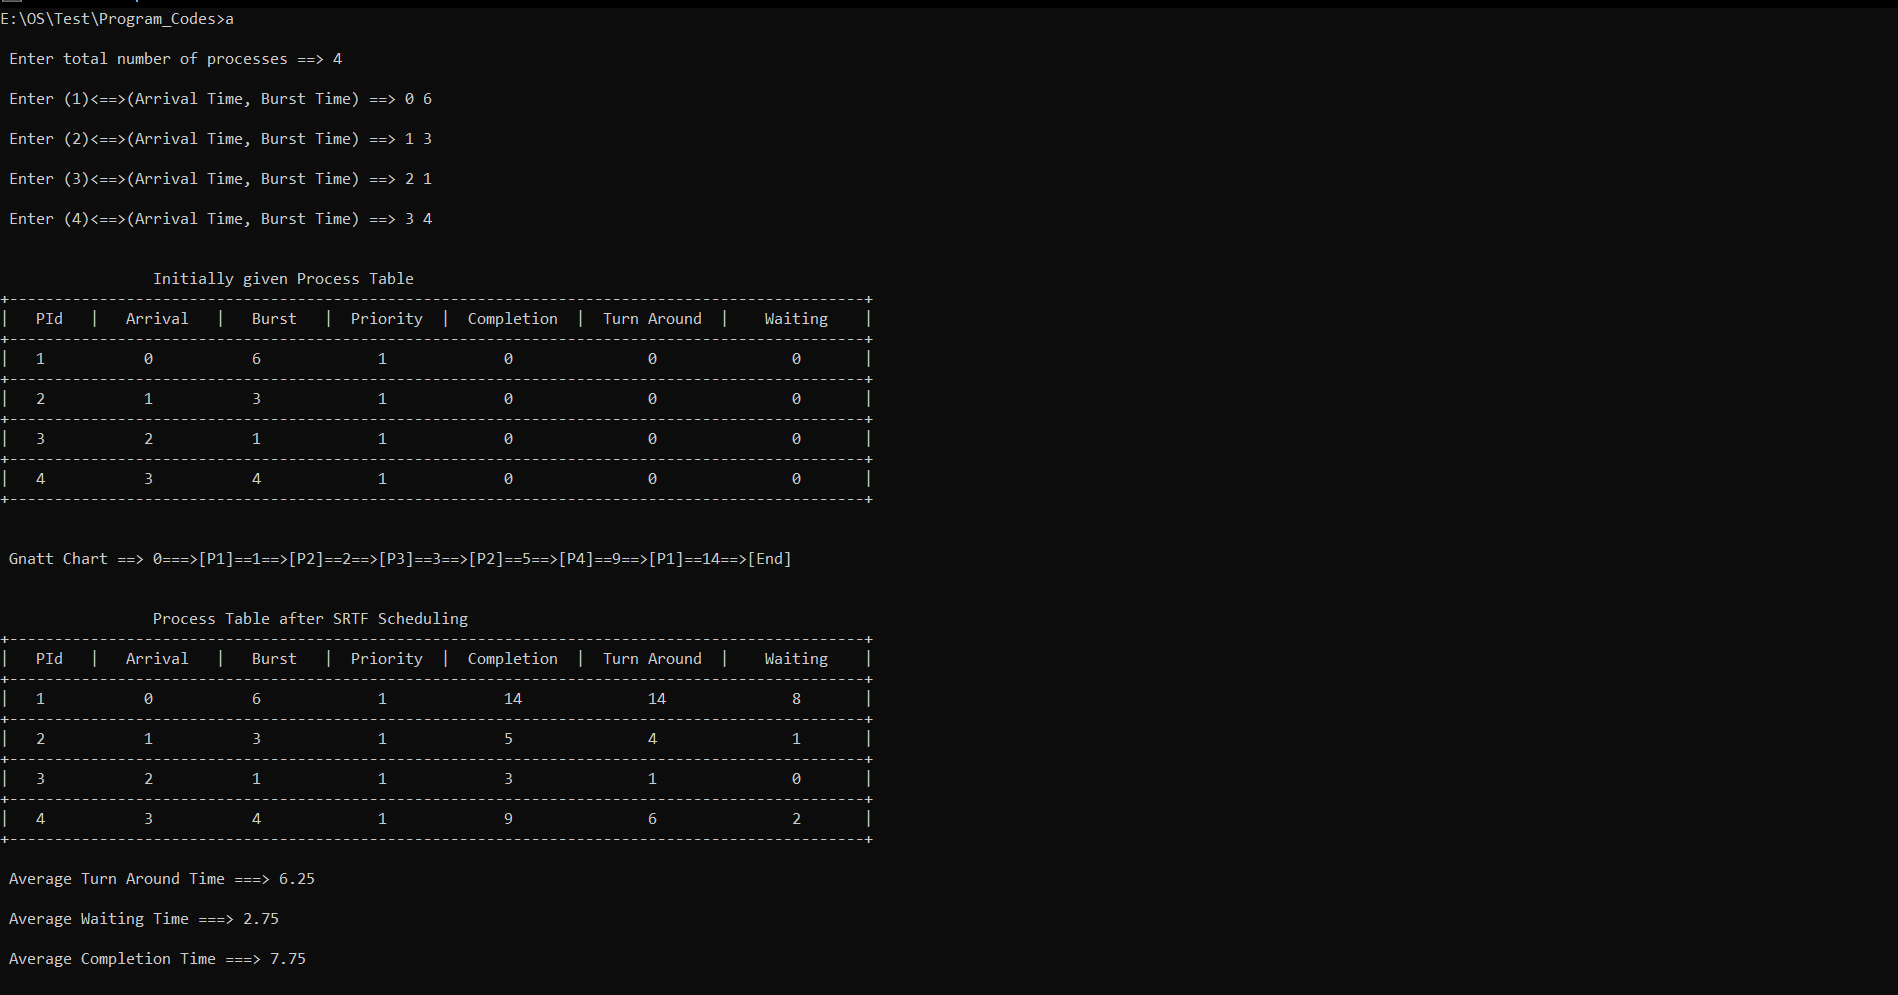 E:\OS\Test\Program_Codes>a
Enter total number of processes ==> 4
Enter (1)<==>(Arrival Time, Burst Time) ==> 0 6
Enter (2)<==>(Arrival Time, Burst Time) ==> 1 3
Enter (3)<==>(Arrival Time, Burst Time) ==> 2 1
Enter (4)<==>(Arrival Time, Burst Time) ==> 3 4
Initially given Process Table
+-----------------------------------------------------------------------------------------------+
|   PId   |   Arrival   |   Burst   |  Priority  |  Completion  |  Turn Around  |    Waiting    |
+-----------------------------------------------------------------------------------------------+
|   1           0           6             1             0               0               0       |
+-----------------------------------------------------------------------------------------------+
|   2           1           3             1             0               0               0       |
+-----------------------------------------------------------------------------------------------+
|   3           2           1             1             0               0               0       |
+-----------------------------------------------------------------------------------------------+
|   4           3           4             1             0               0               0       |
+-----------------------------------------------------------------------------------------------+
Gnatt Chart ==> 0===>[P1]==1==>[P2]==2==>[P3]==3==>[P2]==5==>[P4]==9==>[P1]==14==>[End]
Process Table after SRTF Scheduling
+-----------------------------------------------------------------------------------------------+
|   PId   |   Arrival   |   Burst   |  Priority  |  Completion  |  Turn Around  |    Waiting    |
+-----------------------------------------------------------------------------------------------+
|   1           0           6             1             14              14              8       |
+-----------------------------------------------------------------------------------------------+
|   2           1           3             1             5               4               1       |
+-----------------------------------------------------------------------------------------------+
|   3           2           1             1             3               1               0       |
+-----------------------------------------------------------------------------------------------+
|   4           3           4             1             9               6               2       |
+-----------------------------------------------------------------------------------------------+
Average Turn Around Time ===> 6.25
Average Waiting Time ===> 2.75
Average Completion Time ===> 7.75